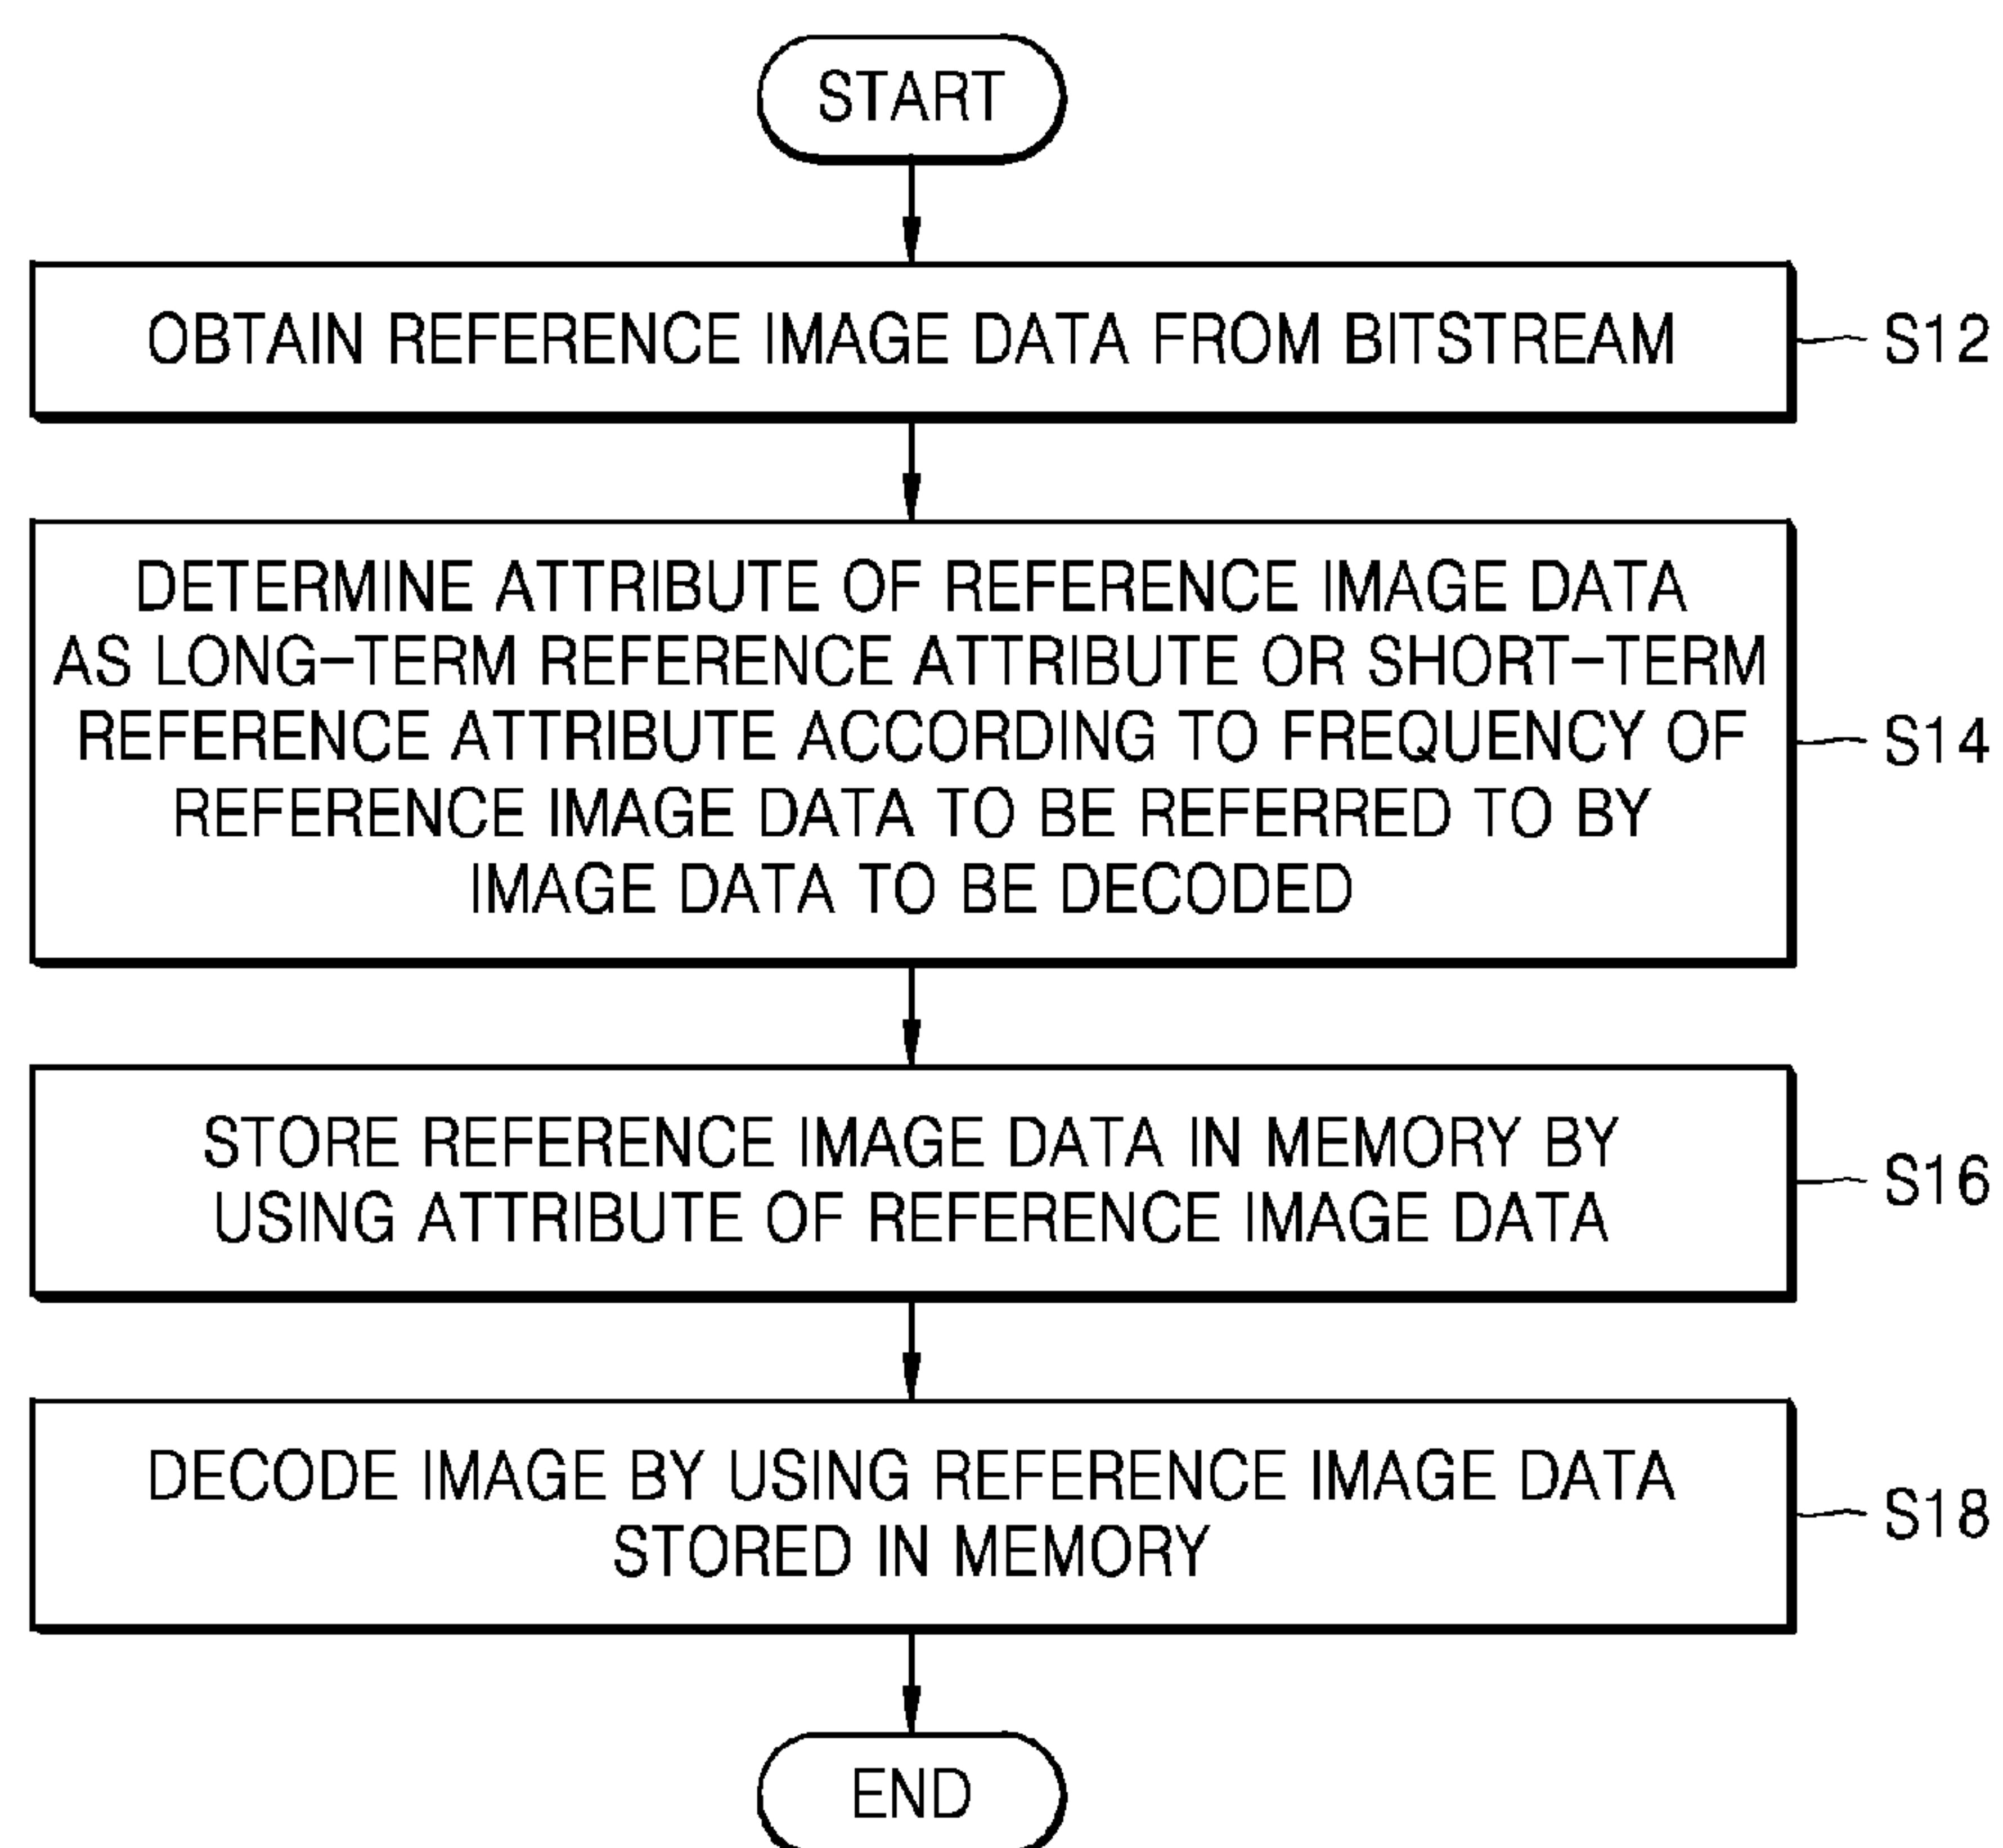 START
OBTAIN REFERENCE IMAGE DATA FROM BITSTREAM
S12
DETERMINE ATTRIBUTE OF REFERENCE IMAGE DATA
AS LONG-TERM REFERENCE ATTRIBUTE OR SHORT-TERM
REFERENCE ATTRIBUTE ACCORDING TO FREQUENCY OF
REFERENCE IMAGE DATA TO BE REFERRED TO BY
IMAGE DATA TO BE DECODED
S14
STORE REFERENCE IMAGE DATA IN MEMORY BY
USING ATTRIBUTE OF REFERENCE IMAGE DATA
S16
DECODE IMAGE BY USING REFERENCE IMAGE DATA
STORED IN MEMORY
S18
END